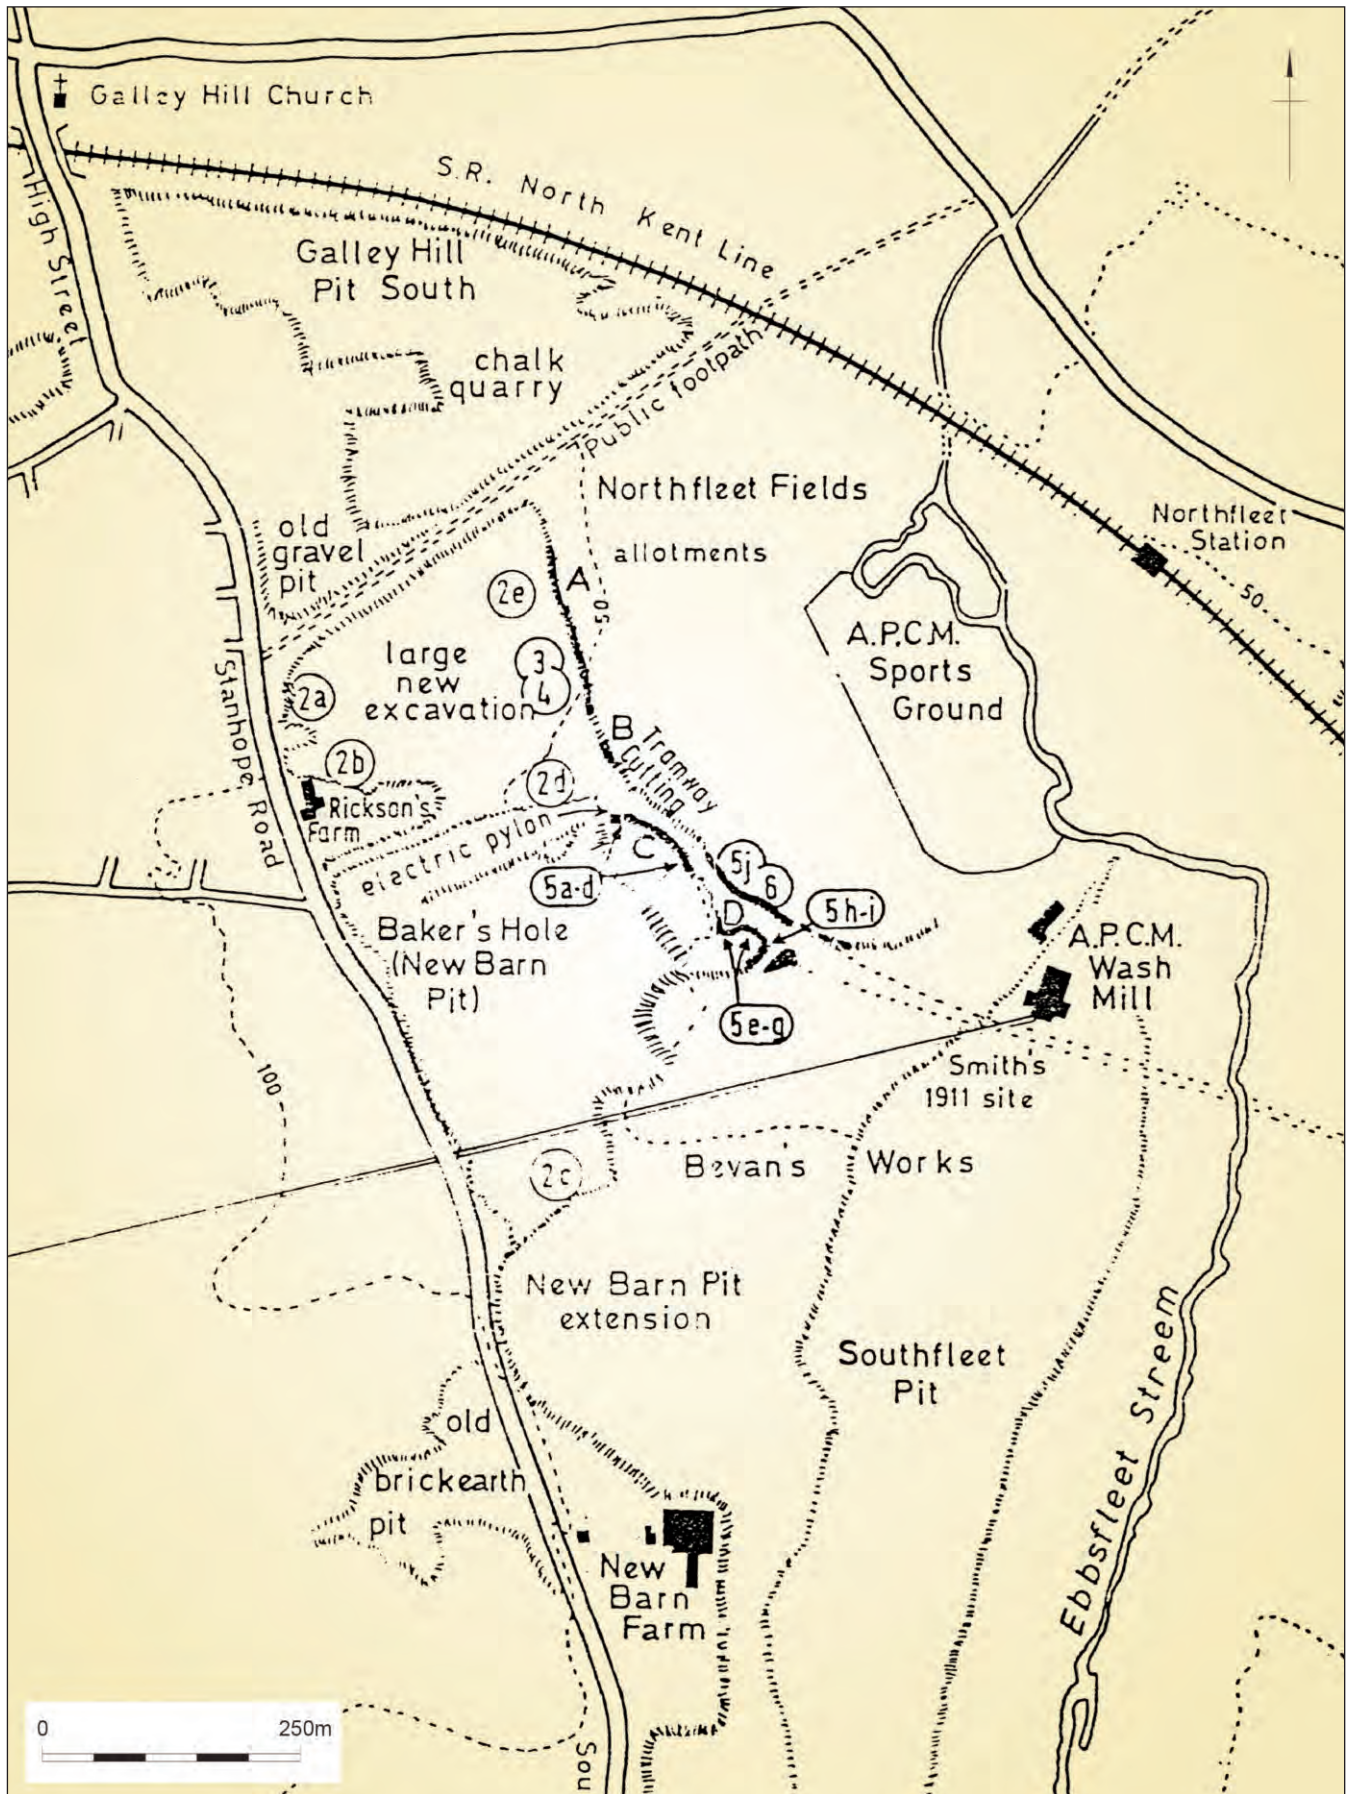 Galley Hill Church
S.R. North Kent Line
High Street
Galley Hill
Pit South
chalk
quarry
Public footpath
Northfleet Fields
Northfleet
Station
old
gravel
pit
allotments
2e
A
50
50
A.P.C.M.
Sports
Ground
large
new
excavation
3
4
2a
Stanhope Road
B
Tramway
Cutting
2b
2d
Rickson's
Farm
electric pylon
C
5a-d
5j
6
D
5h-i
Baker's Hole
(New Barn
Pit)
A.P.C.M.
Wash
Mill
5e-g
100
Smith's
1911 site
Bevan's Works
2c
New Barn Pit
extension
Southfleet
Pit
Ebbsfleet Streem
old
brickearth
pit
New
Barn
Farm
0 250m
Sou